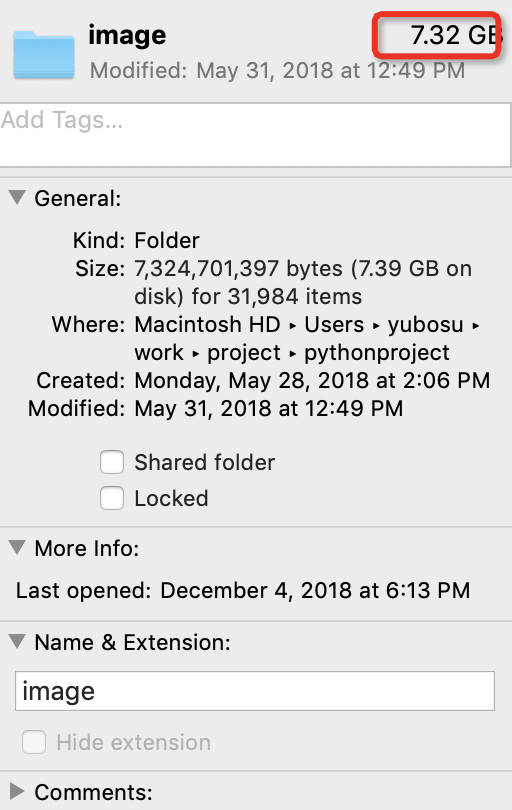 image 7.32 GB
Modified: May 31, 2018 at 12:49 PM
Add Tags...
General:
Kind: Folder
Size: 7,324,701,397 bytes (7.39 GB on
disk) for 31,984 items
Where: Macintosh HD ▸ Users ▸ yubosu ▸
work ▸ project ▸ pythonproject
Created: Monday, May 28, 2018 at 2:06 PM
Modified: May 31, 2018 at 12:49 PM
Shared folder
Locked
More Info:
Last opened: December 4, 2018 at 6:13 PM
Name & Extension:
image
Hide extension
Comments: